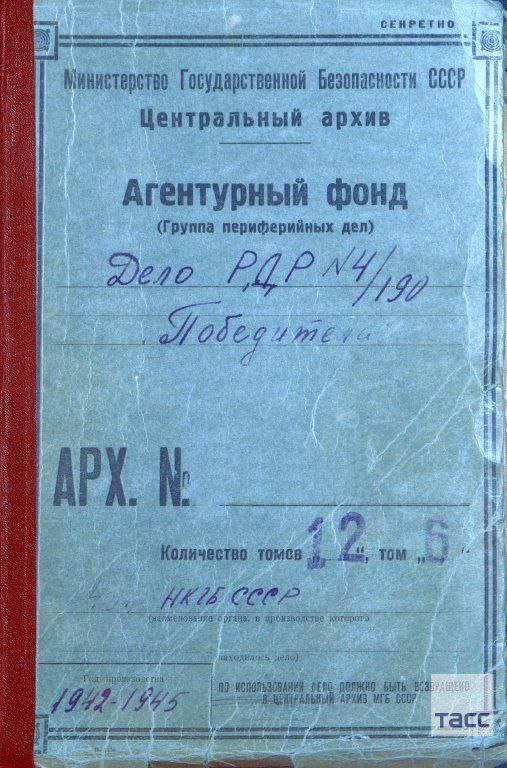 СЕКРЕТНО
Министерство Государственной Безопасности СССР
Центральный архив
Агентурный фонд
(Группа периферийных дел)
Дело Р,Д,Р №4/190
"Победители
АРХ. №
Количество томов „12", том „6"
НКГБ СССР
(наименование органа, в производстве которого
находилось дело)
Год производства
1942-1945
ПО ИСПОЛЬЗОВАНИИ ДЕЛО ДОЛЖНО БЫТЬ ВОЗВРАЩЕНО
В ЦЕНТРАЛЬНЫЙ АРХИВ МГБ СССР
ТАСС